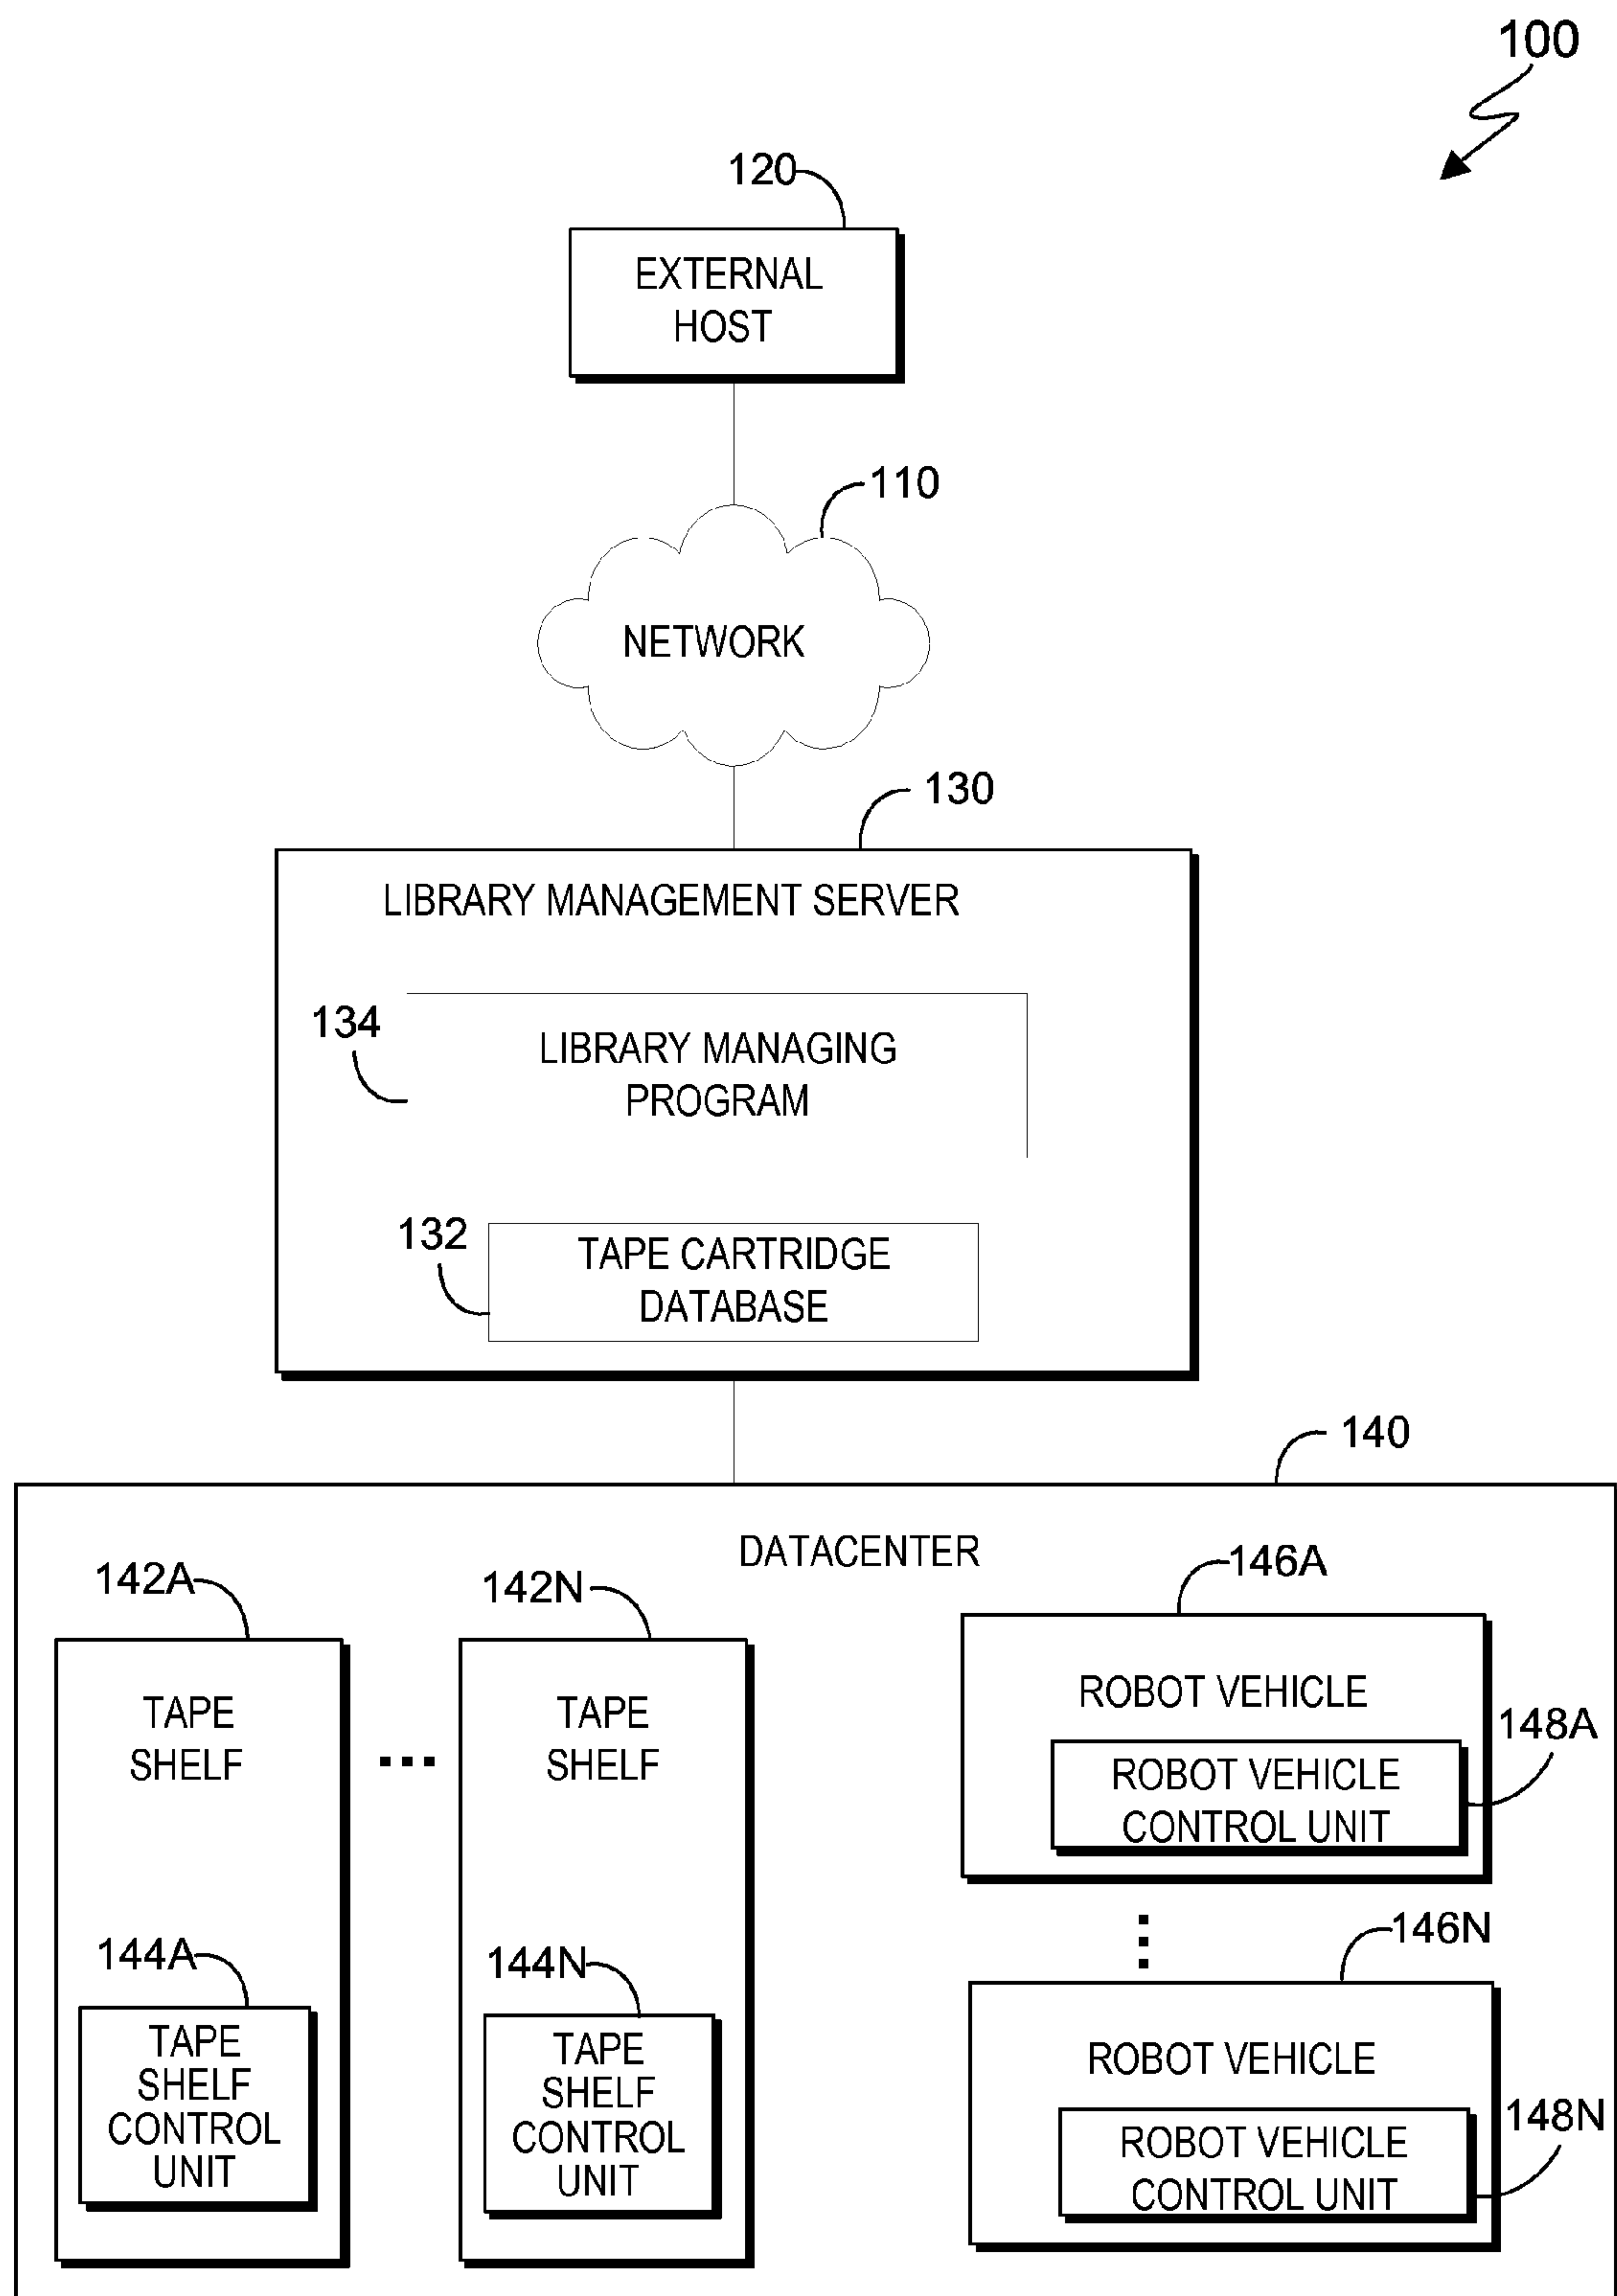 100
120
EXTERNAL
HOST
110
NETWORK
130
LIBRARY MANAGEMENT SERVER
134
LIBRARY MANAGING
PROGRAM
132
TAPE CARTRIDGE
DATABASE
140
DATACENTER
142A
TAPE
SHELF
144A
TAPE
SHELF
CONTROL
UNIT
...
142N
TAPE
SHELF
144N
TAPE
SHELF
CONTROL
UNIT
146A
ROBOT VEHICLE
148A
ROBOT VEHICLE
CONTROL UNIT
146N
ROBOT VEHICLE
148N
ROBOT VEHICLE
CONTROL UNIT